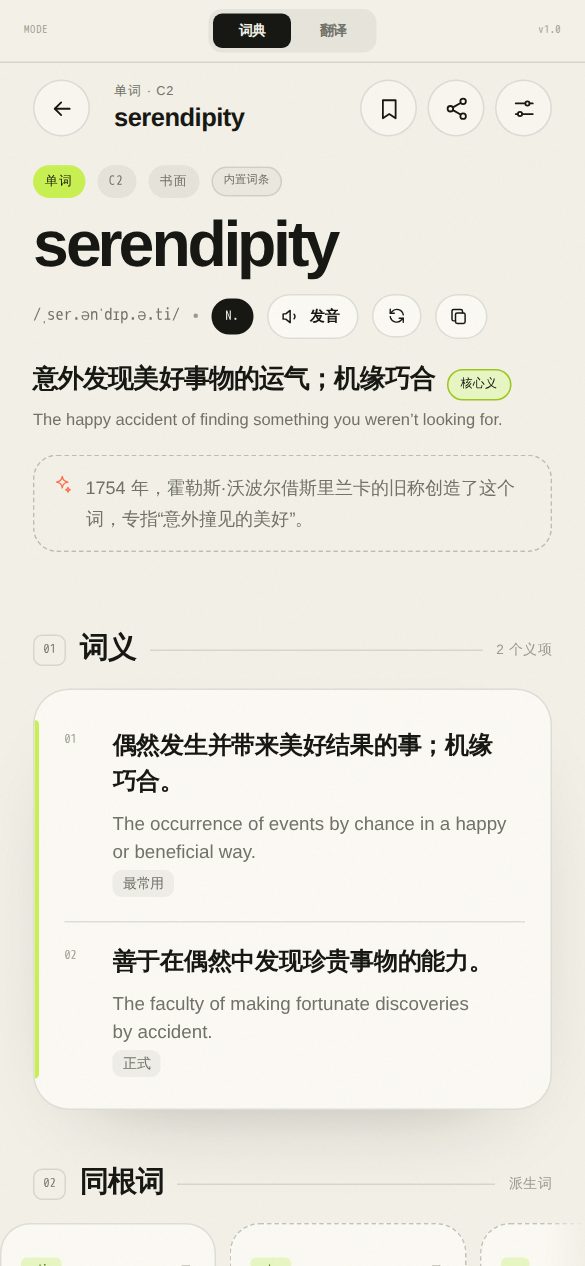 MODE
词典
翻译
v1.0
单词 · C2
serendipity
单词
C2
书面
内置词条
serendipity
/ˌser.ənˈdɪp.ə.ti/ • N. 发音
意外发现美好事物的运气；机缘巧合 核心义
The happy accident of finding something you weren’t looking for.
1754 年，霍勒斯·沃波尔借斯里兰卡的旧称创造了这个
词，专指“意外撞见的美好”。
01 词义 2 个义项
01 偶然发生并带来美好结果的事；机缘
巧合。
The occurrence of events by chance in a happy
or beneficial way.
最常用
02 善于在偶然中发现珍贵事物的能力。
The faculty of making fortunate discoveries
by accident.
正式
02 同根词 派生词